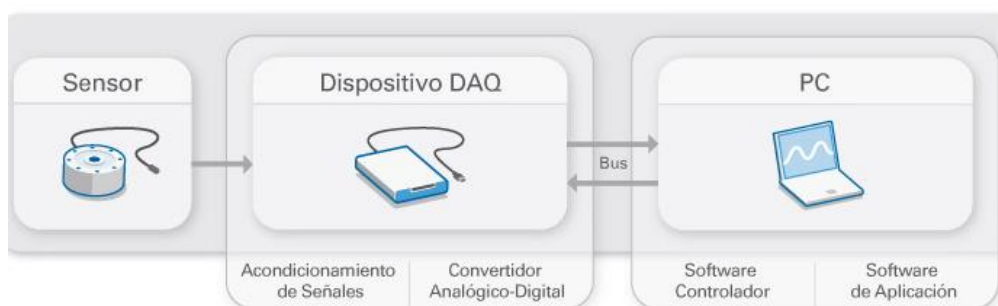 Sensor
Dispositivo DAQ
PC
Bus
Acondicionamiento
de Señales
Convertidor
Analógico-Digital
Software
Controlador
Software
de Aplicación